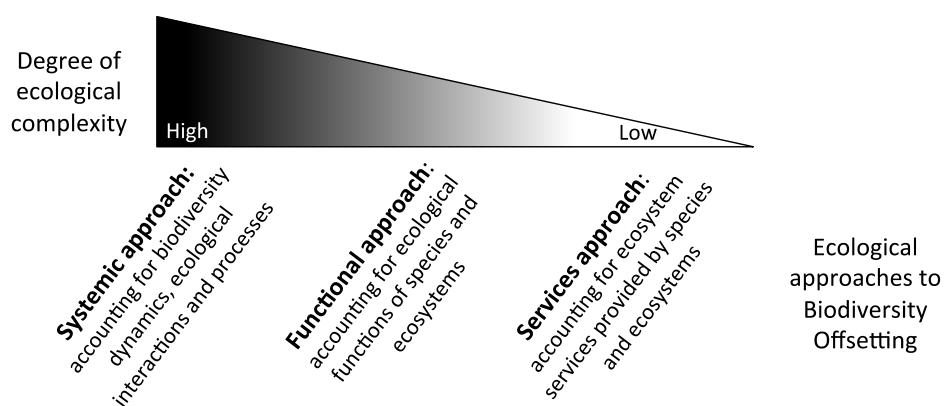 Degree of
ecological
complexity
High
Low
Systemic approach:
accounting for biodiversity
dynamics, ecological
interactions and processes
Functional approach:
accounting for ecological
functions of species and
ecosystems
Services approach:
accounting for ecosystem
services provided by species
and ecosystems
Ecological
approaches to
Biodiversity
Offsetting